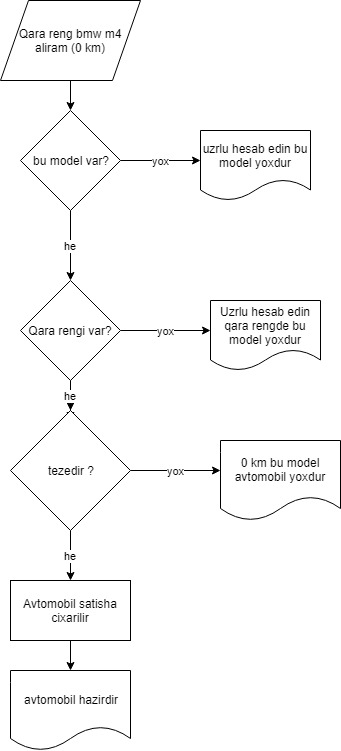 Qara reng bmw m4
aliram (0 km)
bu model var?
yox
uzrlu hesab edin bu
model yoxdur
he
Qara rengi var?
yox
Uzrlu hesab edin
qara rengde bu
model yoxdur
he
tezedir ?
yox
0 km bu model
avtomobil yoxdur
he
Avtomobil satisha
cixarilir
avtomobil hazirdir